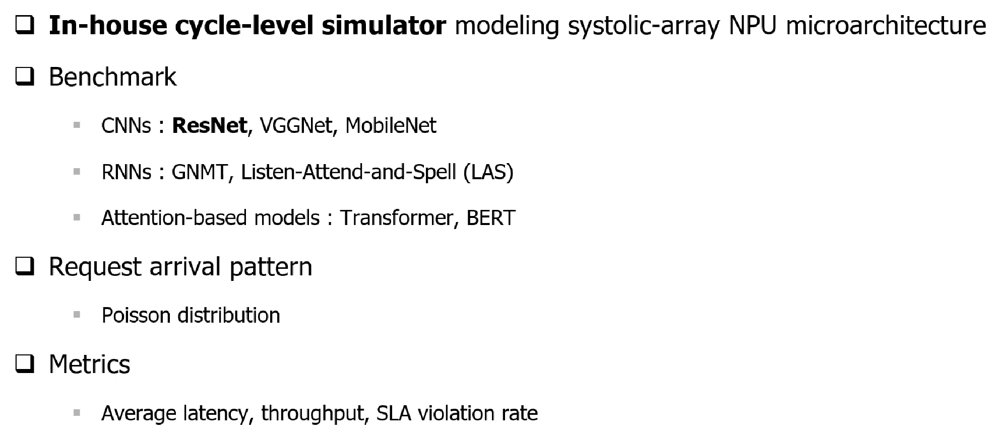 In-house cycle-level simulator modeling systolic-array NPU microarchitecture
Benchmark
CNNs : ResNet, VGGNet, MobileNet
RNNs : GNMT, Listen-Attend-and-Spell (LAS)
Attention-based models : Transformer, BERT
Request arrival pattern
Poisson distribution
Metrics
Average latency, throughput, SLA violation rate